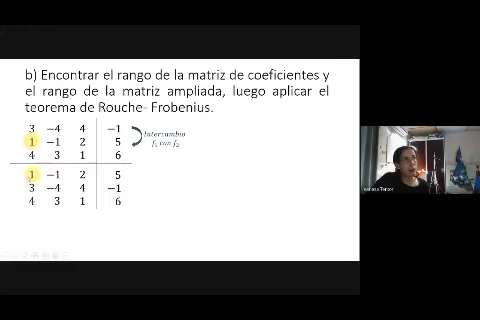 b) Encontrar el rango de la matriz de coeficientes y
el rango de la matriz ampliada, luego aplicar el
teorema de Rouche- Frobenius.
3 −4 4 −1
1 −1 2 5
4 3 1 6
Intercambio
f₁ con f₂
1 −1 2 5
3 −4 4 −1
4 3 1 6